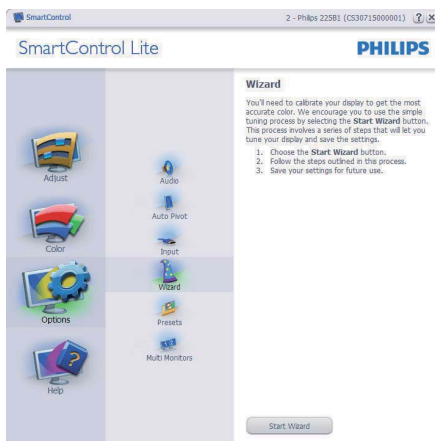 SmartControl
2 - Philips 225B1 (CS30715000001)
SmartControl Lite
PHILIPS
Adjust
Color
Options
Help
Audio
Auto Pivot
Input
Wizard
Presets
Multi Monitors
Wizard
You'll need to calibrate your display to get the most
accurate color. We encourage you to use the simple
tuning process by selecting the Start Wizard button.
This process involves a series of steps that will let you
tune your display and save the settings.
1. Choose the Start Wizard button.
2. Follow the steps outlined in this process.
3. Save your settings for future use.
Start Wizard